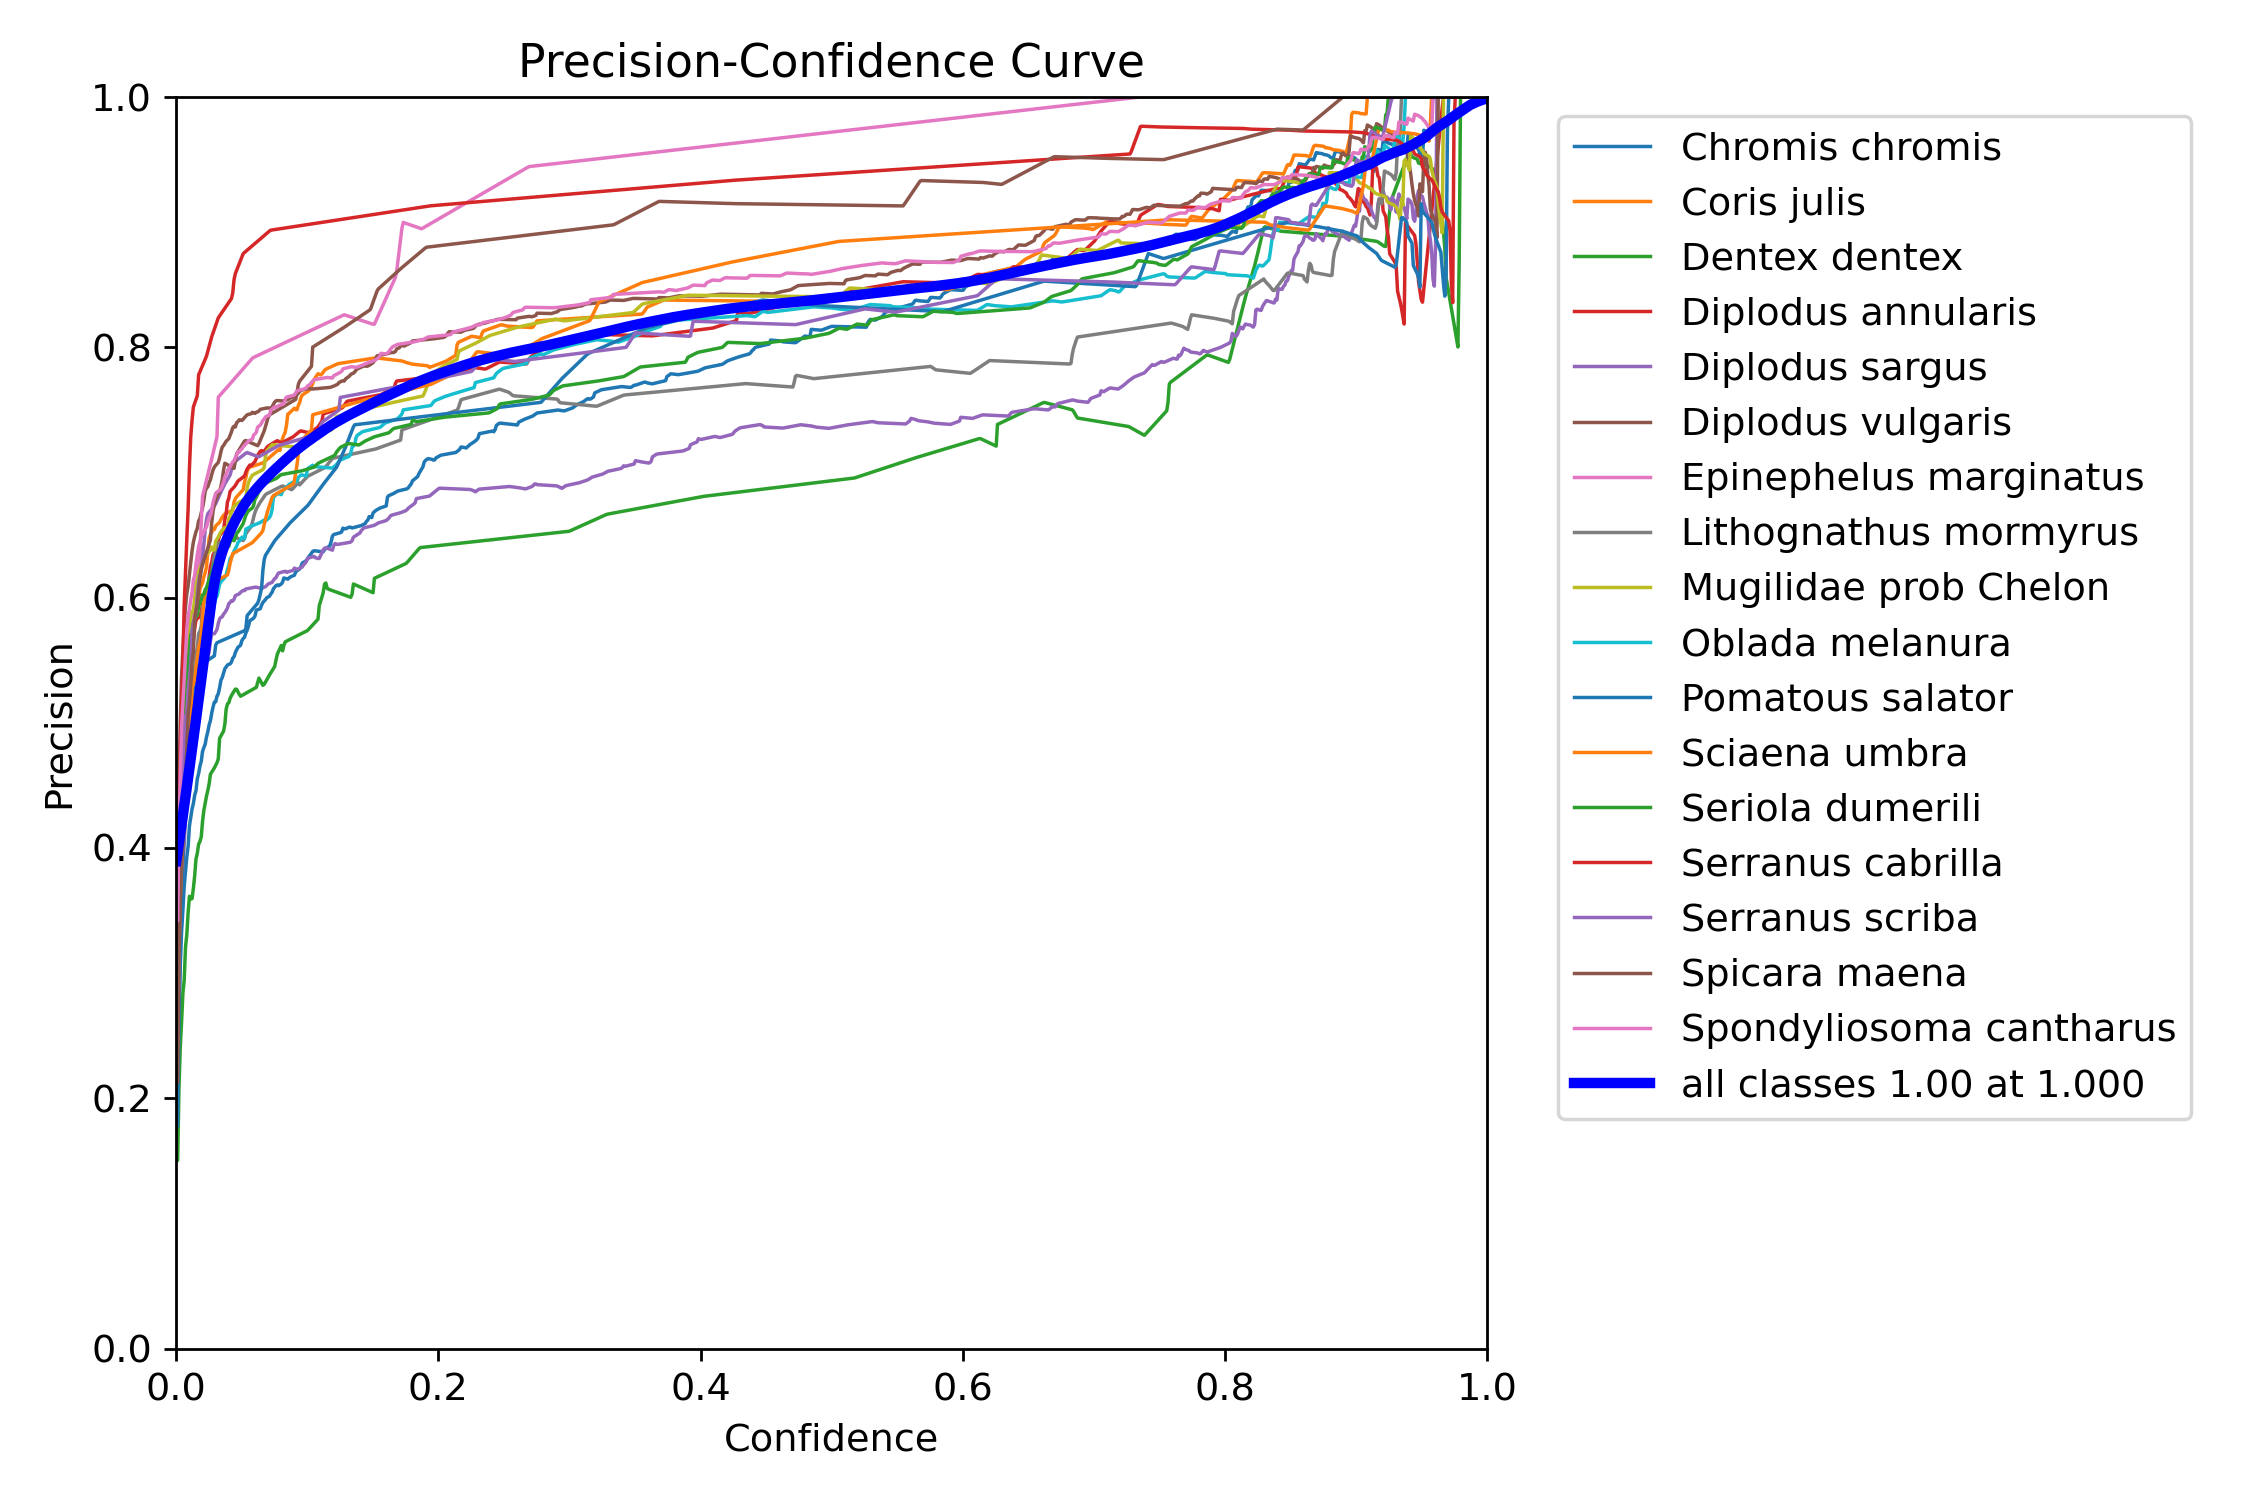 Precision-Confidence Curve
1.0
0.8
0.6
0.4
0.2
0.0
Precision
0.0 0.2 0.4 0.6 0.8 1.0
Confidence
Chromis chromis
Coris julis
Dentex dentex
Diplodus annularis
Diplodus sargus
Diplodus vulgaris
Epinephelus marginatus
Lithognathus mormyrus
Mugilidae prob Chelon
Oblada melanura
Pomatous salator
Sciaena umbra
Seriola dumerili
Serranus cabrilla
Serranus scriba
Spicara maena
Spondyliosoma cantharus
all classes 1.00 at 1.000